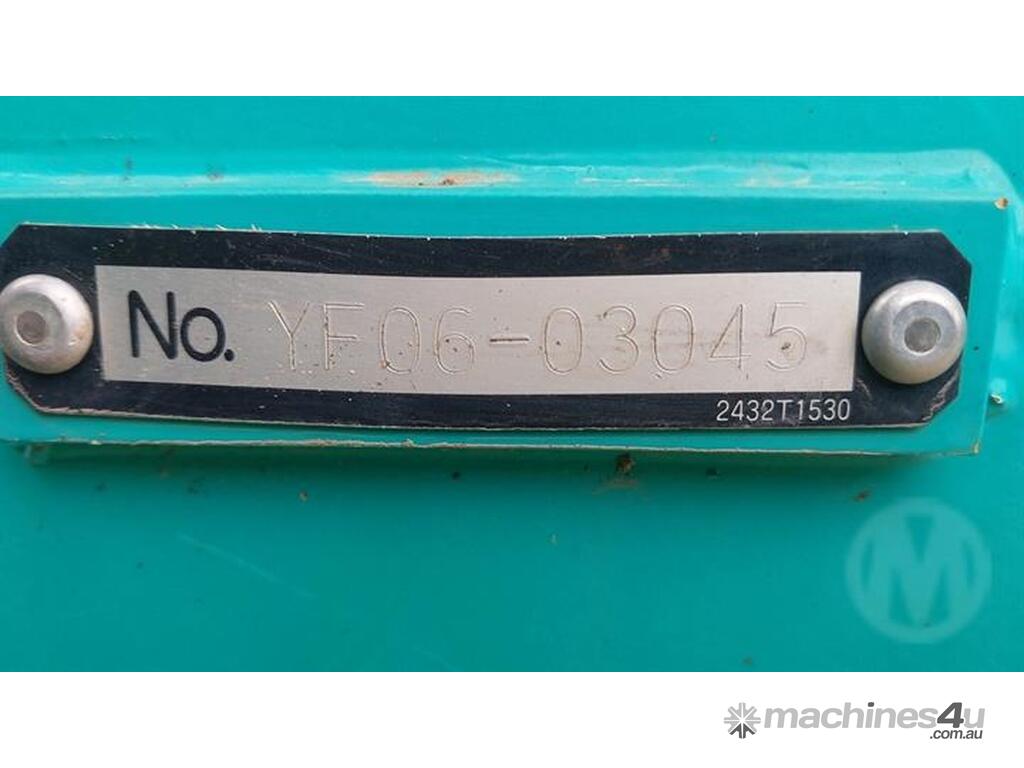 No. YF06-03045
2432T1530
M
machines4u
.com.au